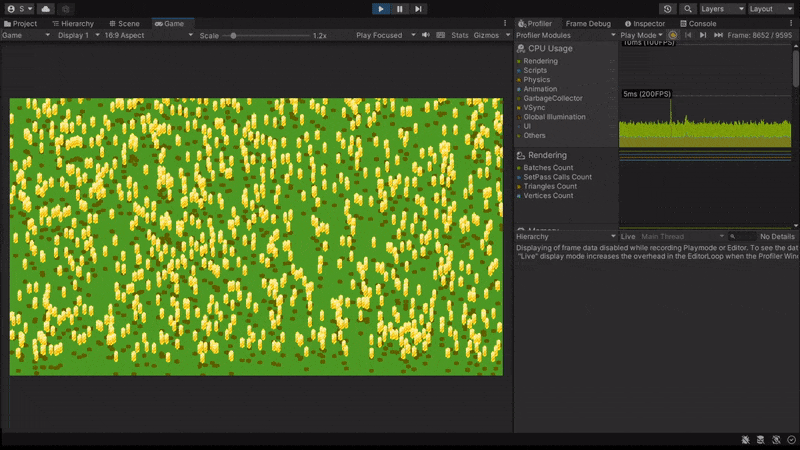 S
Layers
Layout
Project
Hierarchy
Scene
Game
Profiler
Frame Debug
Inspector
Console
Game
Display 1
16:9 Aspect
Scale
1.2x
Play Focused
Stats
Gizmos
Profiler Modules
Play Mode
Frame: 8652 / 9595
CPU Usage
Rendering
Scripts
Physics
Animation
GarbageCollector
VSync
Global Illumination
UI
Others
10ms (100FPS)
5ms (200FPS)
Rendering
Batches Count
SetPass Calls Count
Triangles Count
Vertices Count
Hierarchy
Live
Main Thread
No Details
Displaying of frame data disabled while recording Playmode or Editor. To see the dat
"Live" display mode increases the overhead in the EditorLoop when the Profiler Win